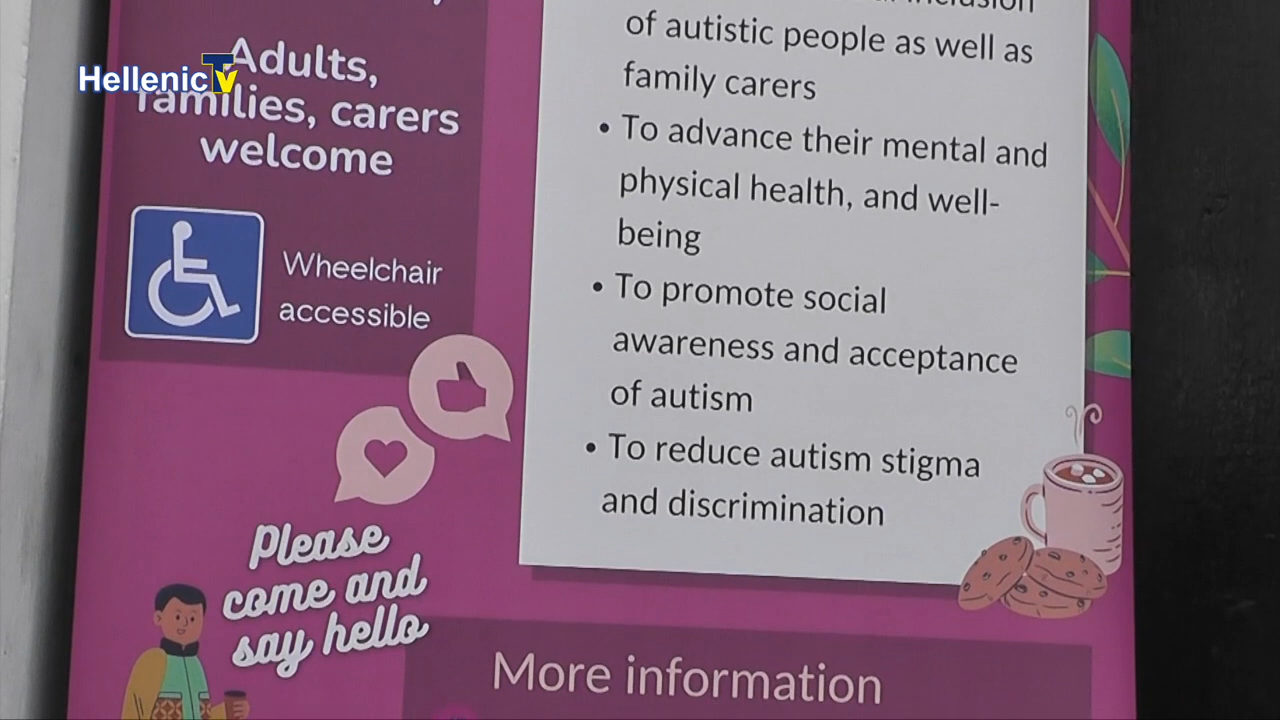 Hellenic TV
Adults,
families, carers
welcome
Wheelchair
accessible
Please
come and
say hello
inclusion
of autistic people as well as
family carers
• To advance their mental and
physical health, and well-
being
• To promote social
awareness and acceptance
of autism
• To reduce autism stigma
and discrimination
More information